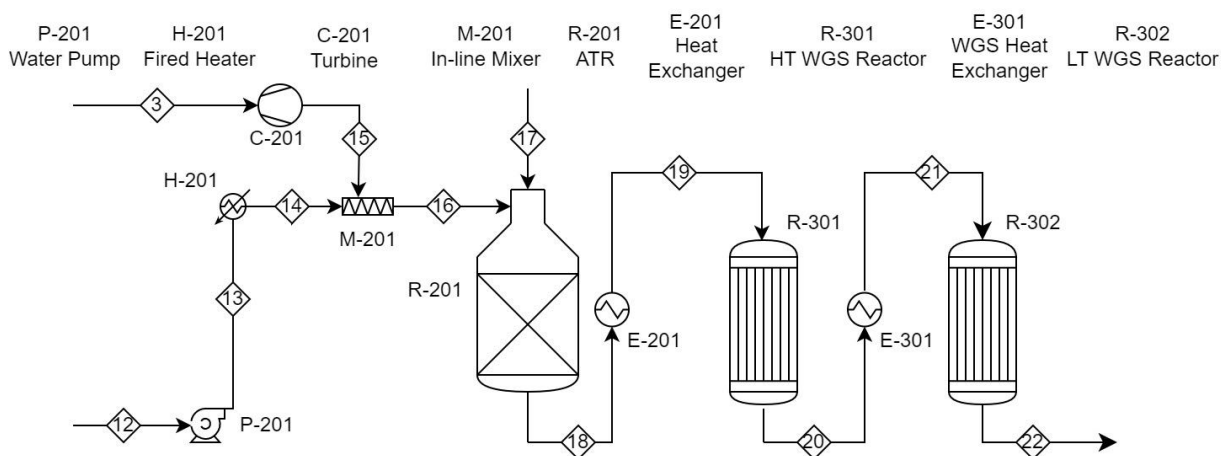 P-201
Water Pump
H-201
Fired Heater
C-201
Turbine
M-201
In-line Mixer
R-201
ATR
E-201
Heat
Exchanger
R-301
HT WGS Reactor
E-301
WGS Heat
Exchanger
R-302
LT WGS Reactor
3
C-201
15
17
H-201
14
16
M-201
19
21
R-301
R-302
13
R-201
E-201
E-301
12
P-201
18
20
22